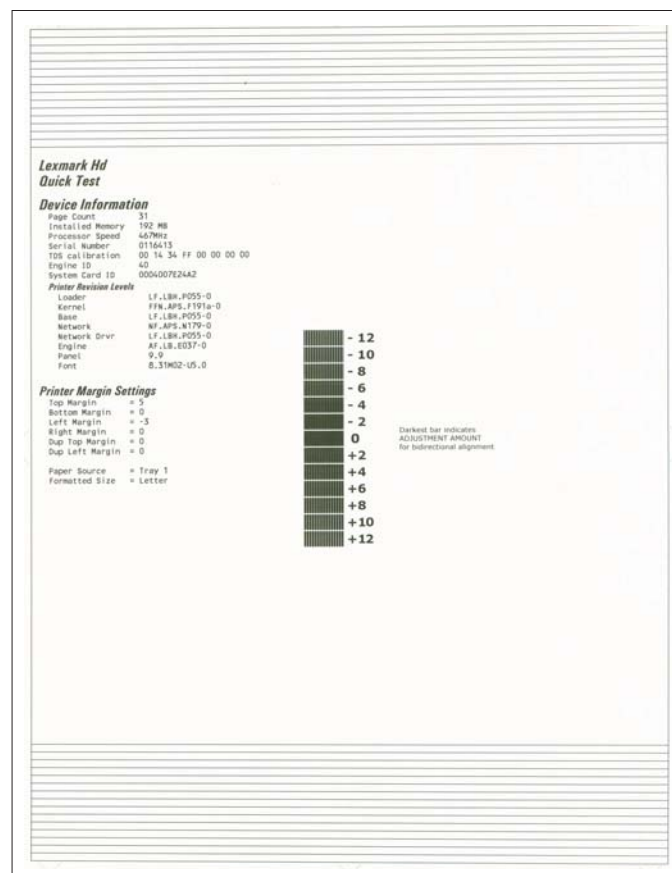 Lexmark Hd
Quick Test
Device Information
Page Count 31
Installed Memory 192 MB
Processor Speed 467MHz
Serial Number 0116413
TDS calibration 00 14 34 FF 00 00 00 00
Engine ID 40
System Card ID 0004007E24A2
Printer Revision Levels
Loader LF.LBH.P055-0
Kernel FFN.APS.F191a-0
Base LF.LBH.P055-0
Network NF.APS.N179-0
Network Drvr LF.LBH.P055-0
Engine AF.LB.E037-0
Panel 9.9
Font 8.31M02-U5.0
Printer Margin Settings
Top Margin = 5
Bottom Margin = 0
Left Margin = -3
Right Margin = 0
Dup Top Margin = 0
Dup Left Margin = 0
Paper Source = Tray 1
Formatted Size = Letter
- 12
- 10
- 8
- 6
- 4
- 2
0
+2
+4
+6
+8
+10
+12
Darkest bar indicates
ADJUSTMENT AMOUNT
for bidirectional alignment